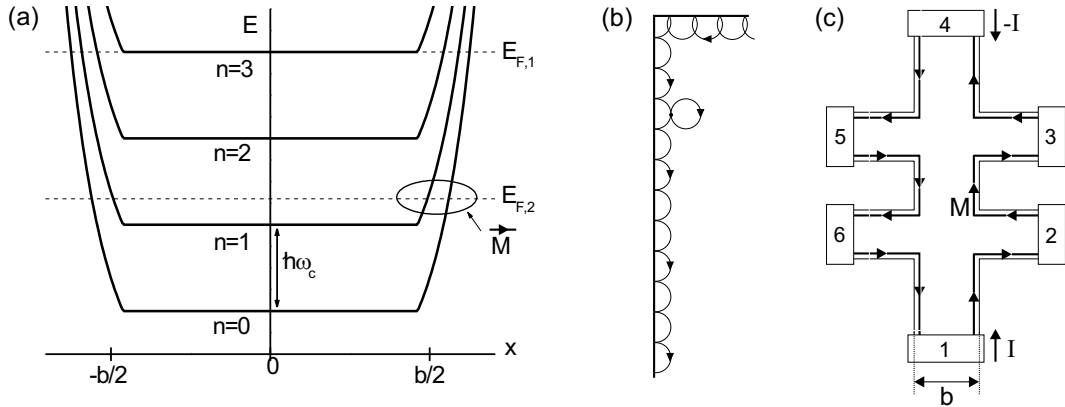 (a)
E
E_F,1
n=3
n=2
E_F,2
n=1
M
ħω_c
n=0
x
-b/2
0
b/2
(b)
(c)
4
-I
5
3
M
6
2
1
I
b